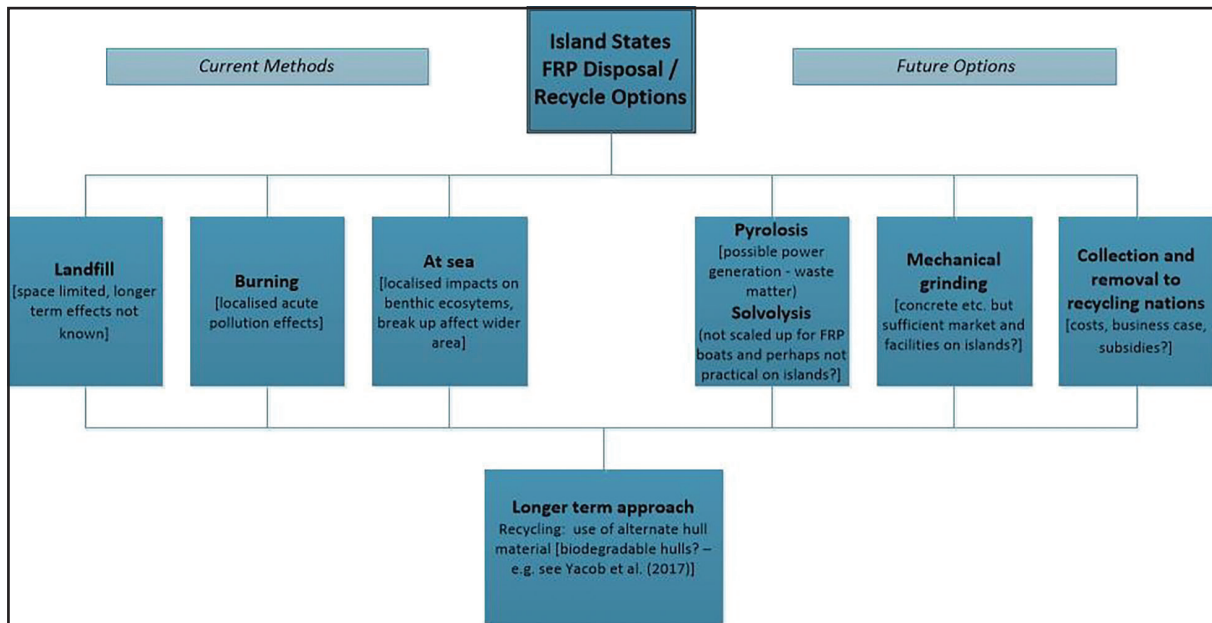 Island States
FRP Disposal /
Recycle Options
Current Methods
Future Options
Landfill
[space limited, longer
term effects not
known]
Burning
[localised acute
pollution effects]
At sea
[localised impacts on
benthic ecosytems,
break up affect wider
area]
Pyrolosis
[possible power
generation - waste
matter)
Solvolysis
(not scaled up for FRP
boats and perhaps not
practical on islands?]
Mechanical
grinding
[concrete etc. but
sufficient market and
facilities on islands?]
Collection and
removal to
recycling nations
[costs, business case,
subsidies?]
Longer term approach
Recycling: use of alternate hull
material [biodegradable hulls? –
e.g. see Yacob et al. (2017)]